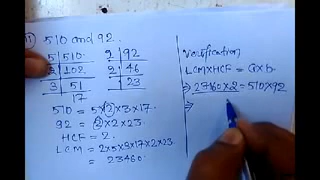 1) 510 and 92.
5 | 510
2 | 102
3 | 51
17
2 | 92
2 | 46
23
510 = 5×2×3×17.
92 = 2×2×23
HCF = 2.
LCM = 2×5×3×17×2×23
= 23460.
Verification
LCM×HCF = a×b.
⇒ 23460×2 = 510×92
⇒